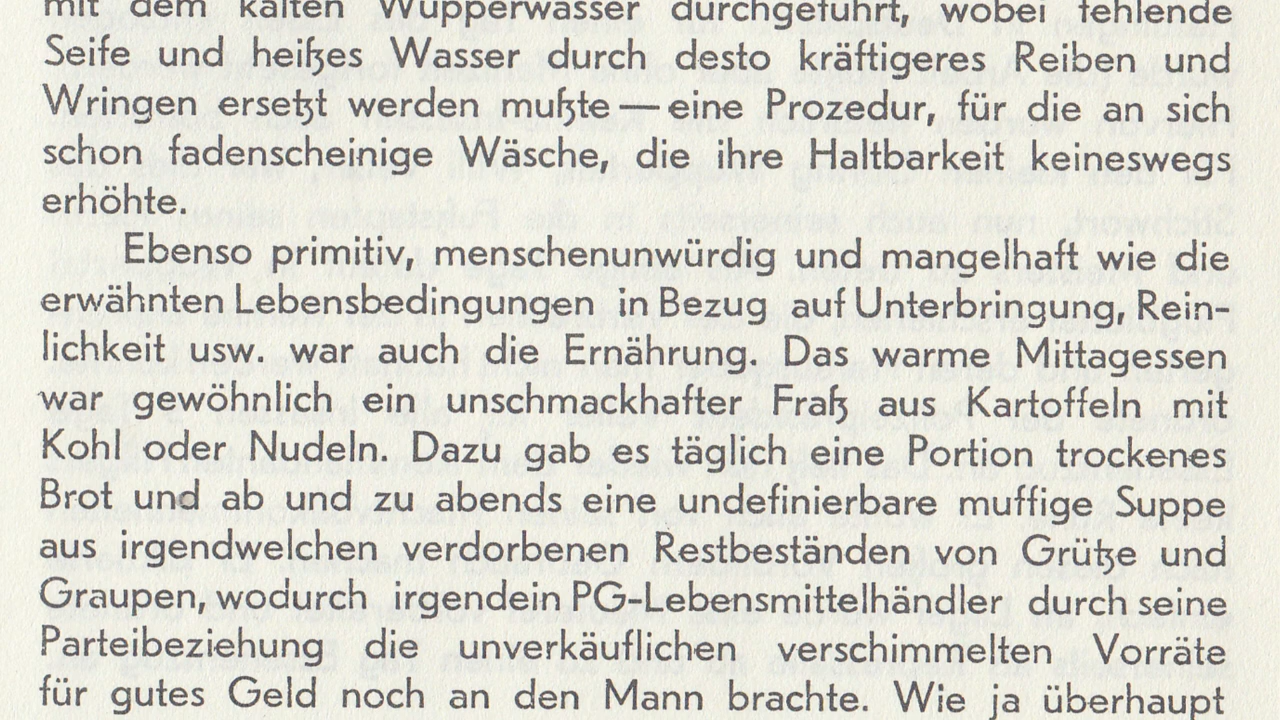 mit dem kalten Wupperwasser durchgeführt, wobei fehlende
Seife und heißes Wasser durch desto kräftigeres Reiben und
Wringen ersetzt werden mußte — eine Prozedur, für die an sich
schon fadenscheinige Wäsche, die ihre Haltbarkeit keineswegs
erhöhte.
Ebenso primitiv, menschenunwürdig und mangelhaft wie die
erwähnten Lebensbedingungen in Bezug auf Unterbringung, Rein-
lichkeit usw. war auch die Ernährung. Das warme Mittagessen
war gewöhnlich ein unschmackhafter Fraß aus Kartoffeln mit
Kohl oder Nudeln. Dazu gab es täglich eine Portion trockenes
Brot und ab und zu abends eine undefinierbare muffige Suppe
aus irgendwelchen verdorbenen Restbeständen von Grütze und
Graupen, wodurch irgendein PG-Lebensmittelhändler durch seine
Parteibeziehung die unverkäuflichen verschimmelten Vorräte
für gutes Geld noch an den Mann brachte. Wie ja überhaupt